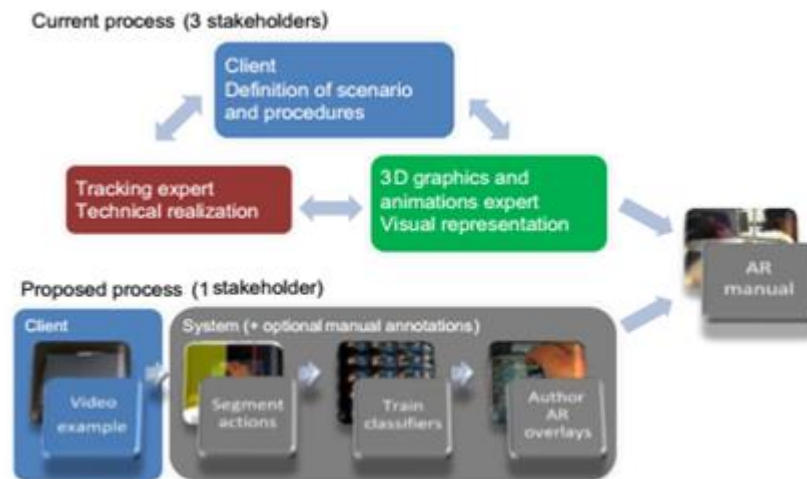 Current process (3 stakeholders)
Client
Definition of scenario
and procedures
Tracking expert
Technical realization
3D graphics and
animations expert
Visual representation
AR
manual
Proposed process (1 stakeholder)
Client
System (+ optional manual annotations.)
Video
example
Segment
actions
Train
classifiers
Author
AR
overlays